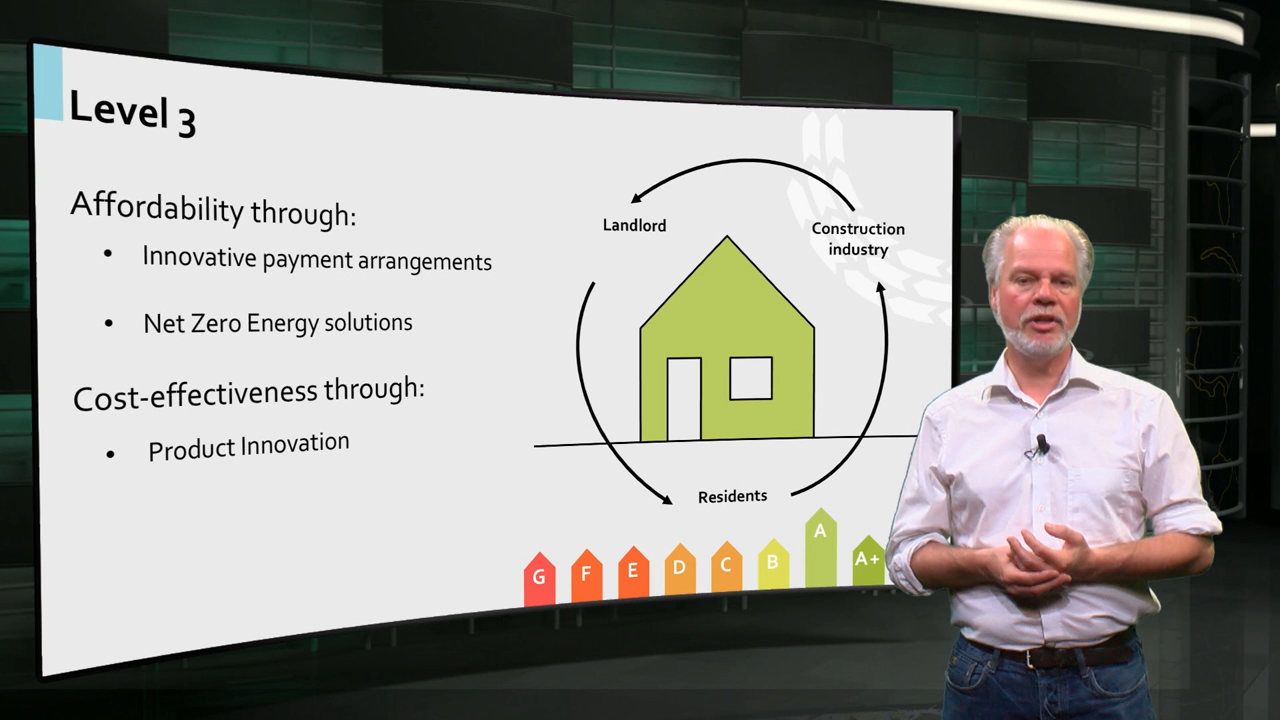 Level 3
Affordability through:
• Innovative payment arrangements
• Net Zero Energy solutions
Cost-effectiveness through:
• Product Innovation
Landlord
Construction
industry
Residents
G F E D C B A A+